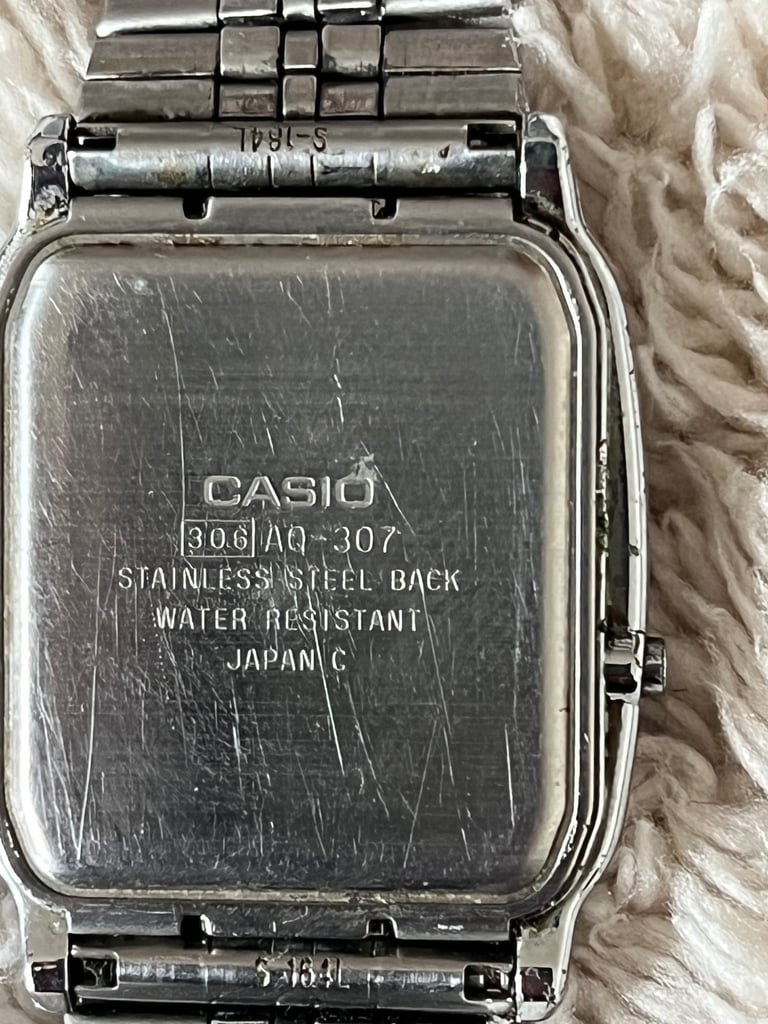 S-184L
CASIO
306 AQ-307
STAINLESS STEEL BACK
WATER RESISTANT
JAPAN C
S-184L